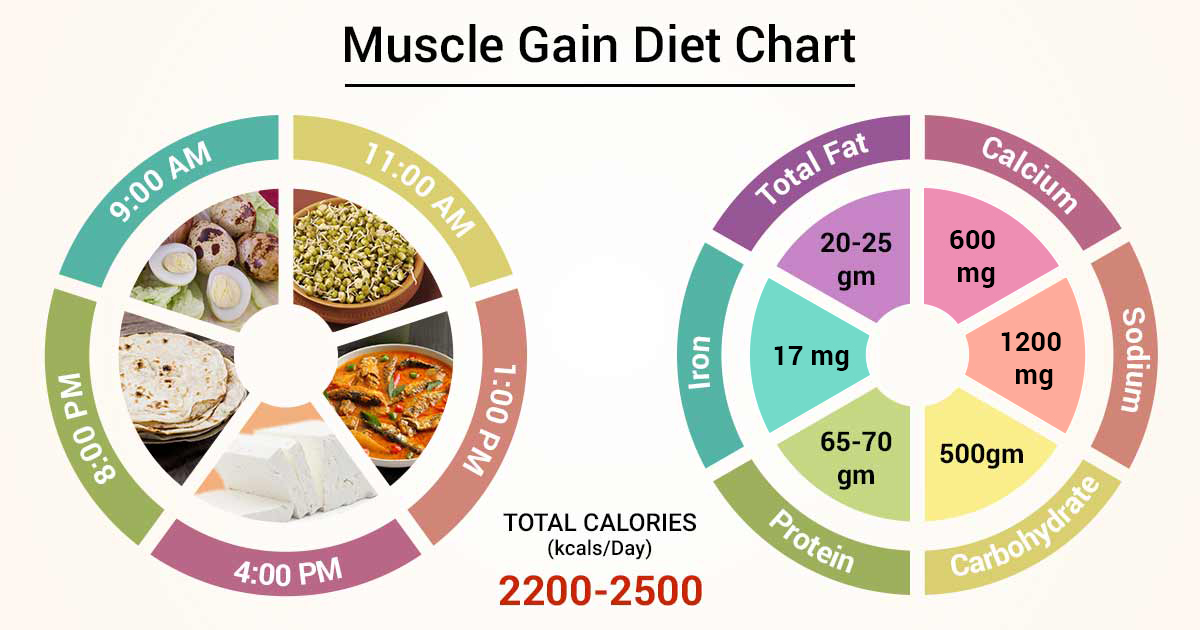 Muscle Gain Diet Chart
9:00 AM
11:00 AM
1:00 PM
4:00 PM
8:00 PM
TOTAL CALORIES
(kcals/Day)
2200-2500
Total Fat
20-25
gm
Calcium
600
mg
Sodium
1200
mg
Carbohydrate
500gm
Protein
65-70
gm
Iron
17 mg